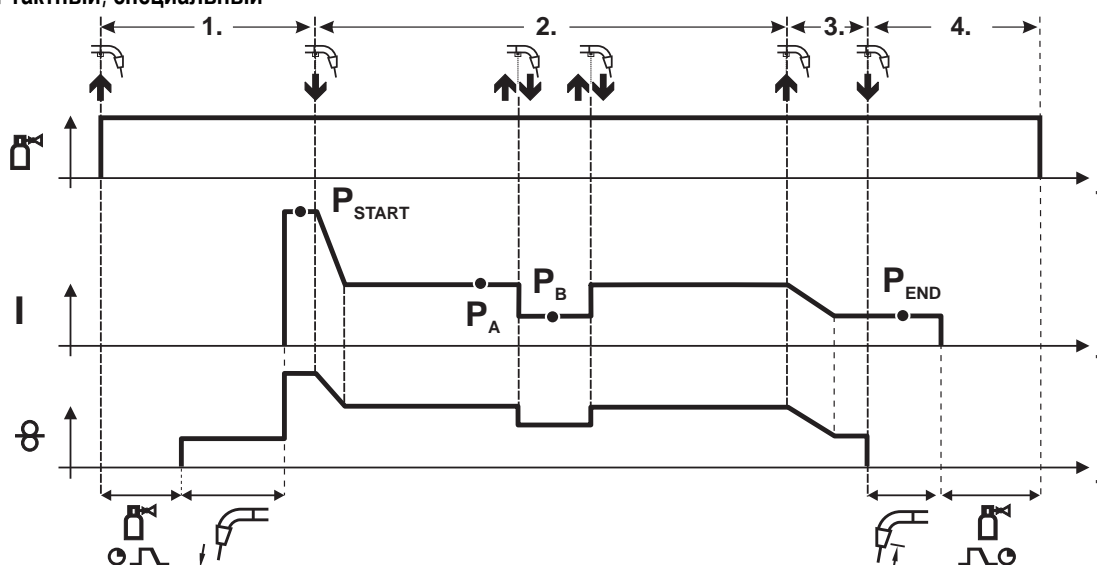 тактный, специальный
1. 2. 3. 4.
P START
I
P A
P B
P END